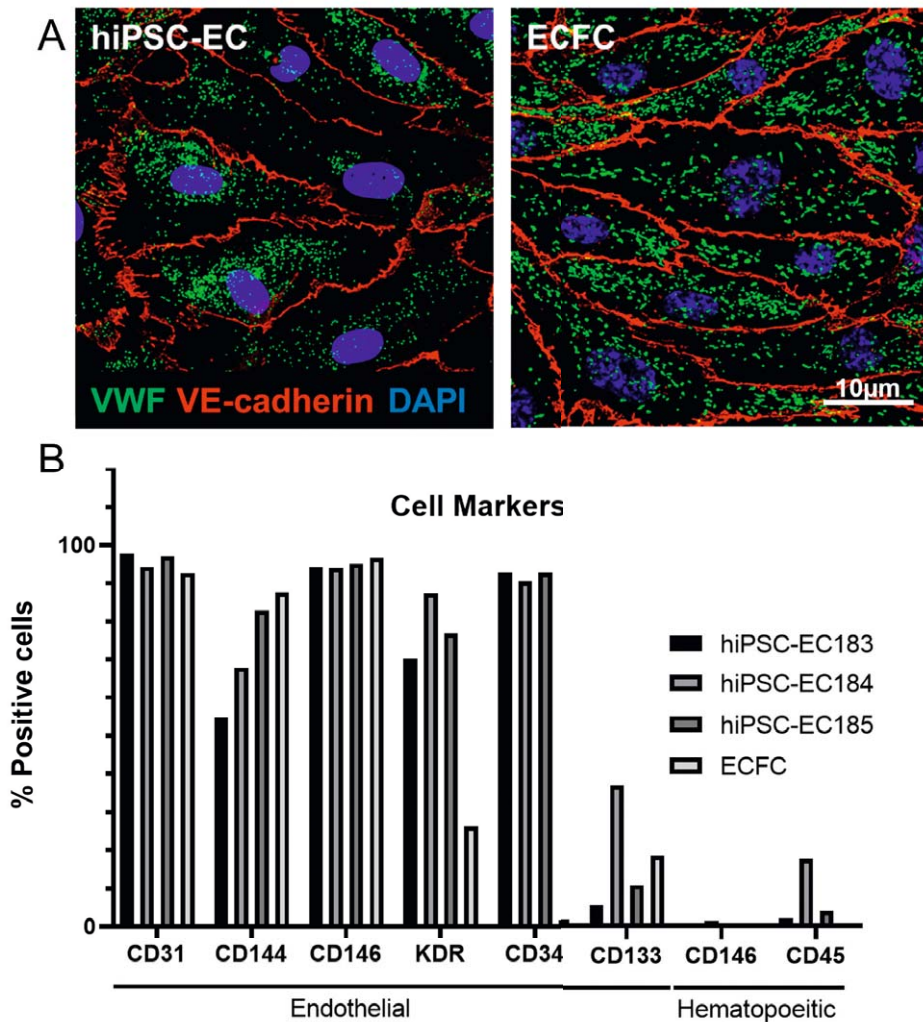 A
hiPSC-EC
ECFC
VWF VE-cadherin DAPI
10µm
B
Cell Markers
% Positive cells
100
0
hiPSC-EC183
hiPSC-EC184
hiPSC-EC185
ECFC
CD31 CD144 CD146 KDR CD34 CD133 CD146 CD45
Endothelial
Hematopoeitic